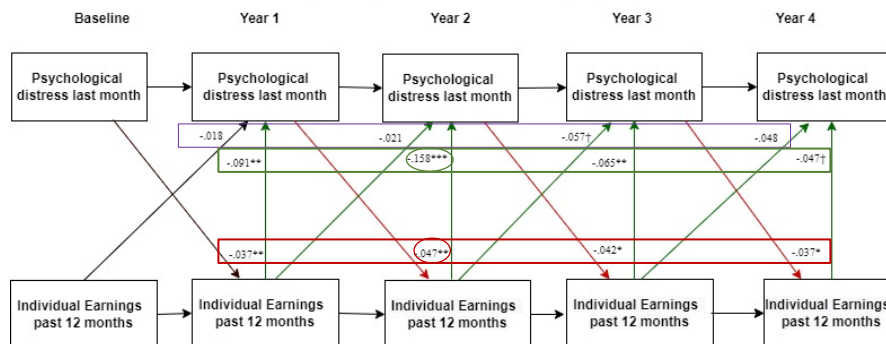 Baseline Year 1 Year 2 Year 3 Year 4
Psychological distress last month
Psychological distress last month
Psychological distress last month
Psychological distress last month
Psychological distress last month
-.018 -.021 -.057† -.048
-.091** -.158*** -.065** -.047†
-.037** -.047** -.042* -.037*
Individual Earnings past 12 months
Individual Earnings past 12 months
Individual Earnings past 12 months
Individual Earnings past 12 months
Individual Earnings past 12 months